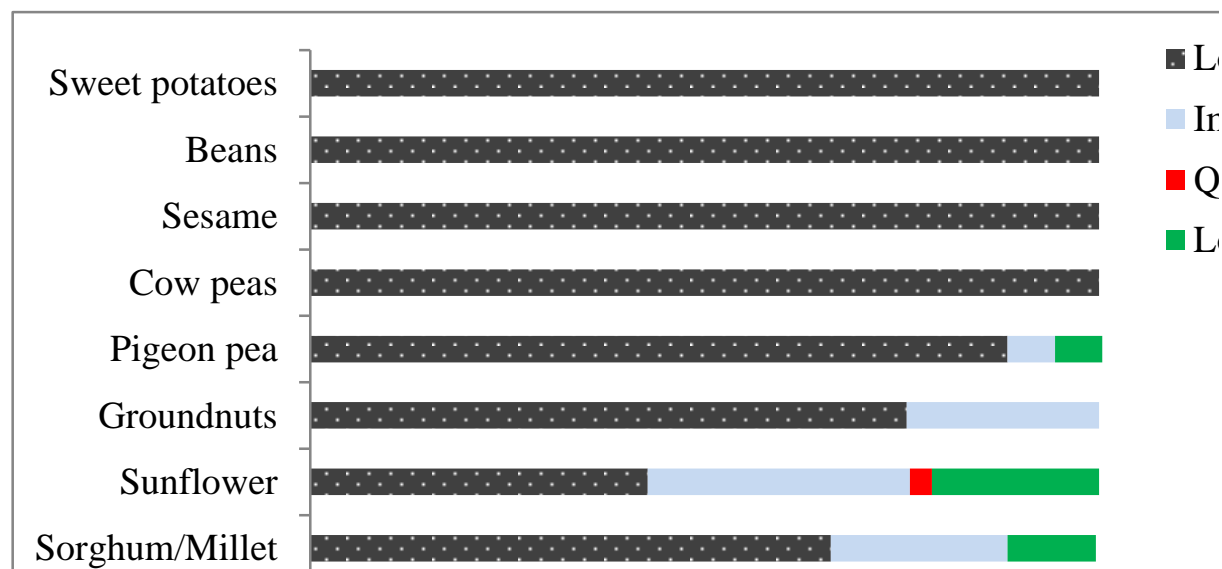 Sweet potatoes
Beans
Sesame
Cow peas
Pigeon pea
Groundnuts
Sunflower
Sorghum/Millet